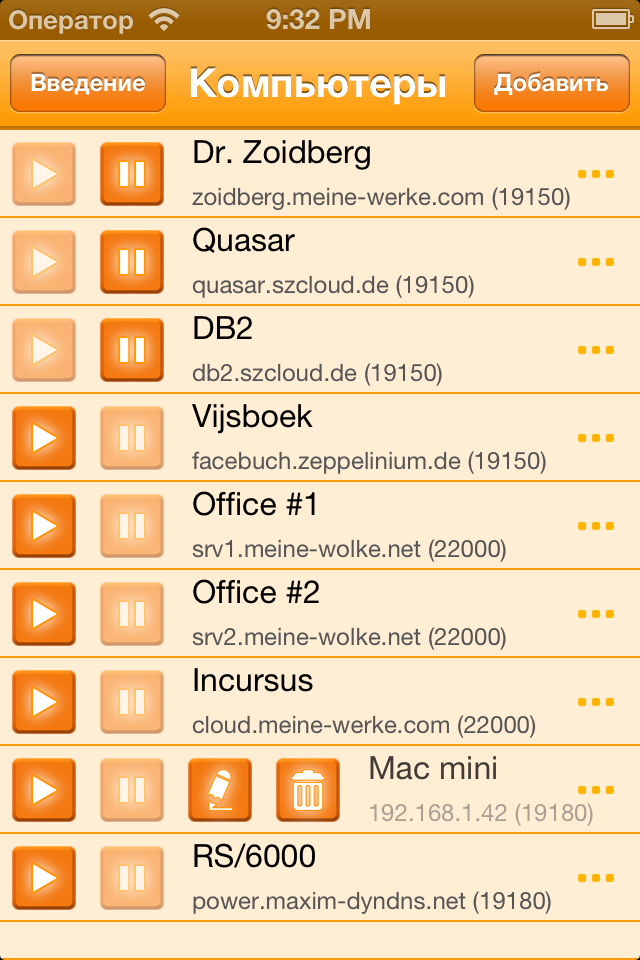 Оператор 9:32 PM
Введение Компьютеры Добавить
Dr. Zoidberg
zoidberg.meine-werke.com (19150)
Quasar
quasar.szcloud.de (19150)
DB2
db2.szcloud.de (19150)
Vijsboek
facebuch.zeppelinium.de (19150)
Office #1
srv1.meine-wolke.net (22000)
Office #2
srv2.meine-wolke.net (22000)
Incursus
cloud.meine-werke.com (22000)
Mac mini
192.168.1.42 (19180)
RS/6000
power.maxim-dyndns.net (19180)